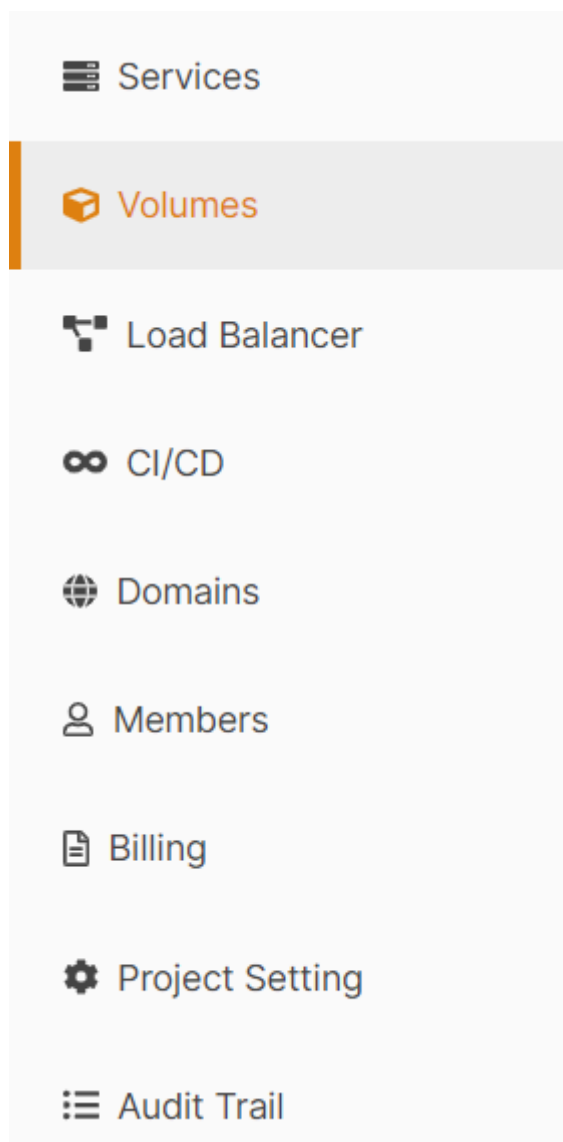 Services
Volumes
Load Balancer
CI/CD
Domains
Members
Billing
Project Setting
Audit Trail